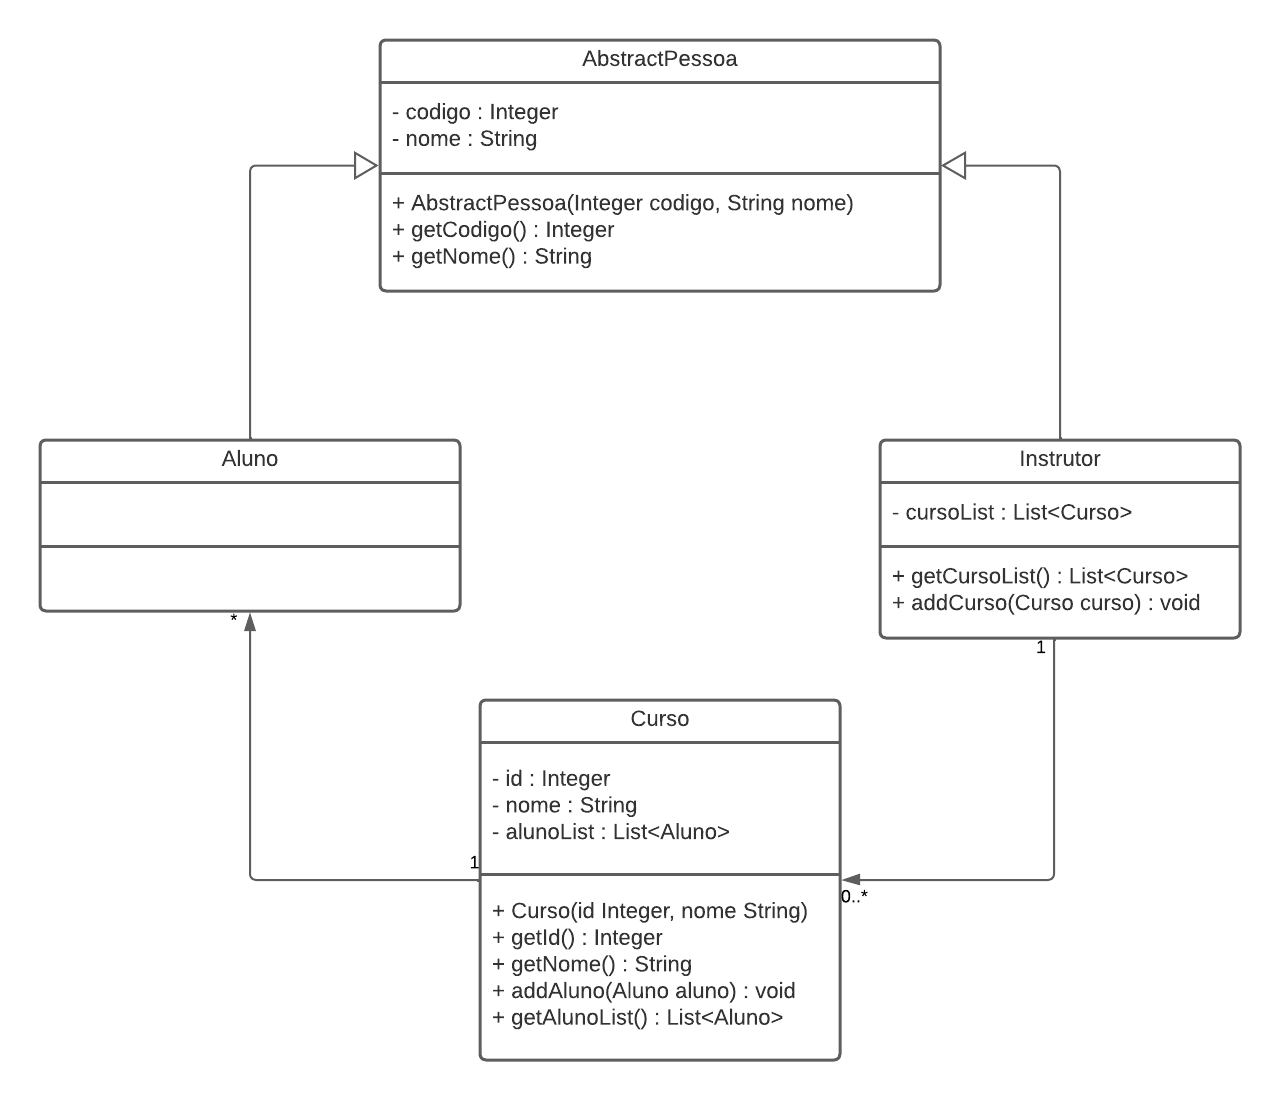 AbstractPessoa
- codigo : Integer
- nome : String
+ AbstractPessoa(Integer codigo, String nome)
+ getCodigo() : Integer
+ getNome() : String
Aluno
*
Instrutor
- cursoList : List<Curso>
+ getCursoList() : List<Curso>
+ addCurso(Curso curso) : void
1
Curso
- id : Integer
- nome : String
- alunoList : List<Aluno>
1
0..*
+ Curso(id Integer, nome String)
+ getId() : Integer
+ getNome() : String
+ addAluno(Aluno aluno) : void
+ getAlunoList() : List<Aluno>